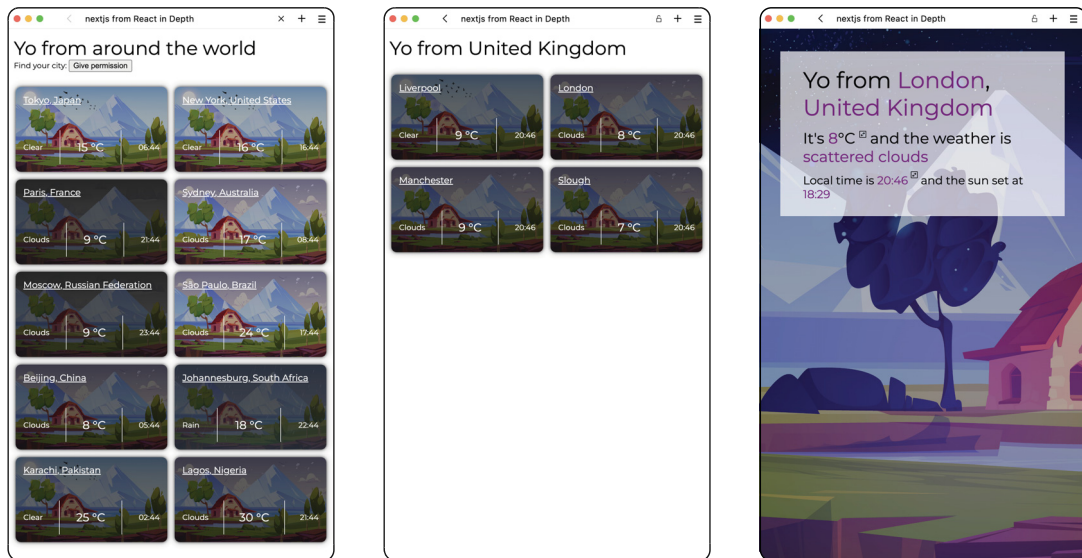 nextjs from React in Depth
Yo from around the world
Find your city: Give permission
Tokyo, Japan
Clear 15 °C 06:44
New York, United States
Clear 16 °C 16:44
Paris, France
Clouds 9 °C 21:44
Sydney, Australia
Clouds 17 °C 08:44
Moscow, Russian Federation
Clouds 9 °C 23:44
São Paulo, Brazil
Clouds 24 °C 17:44
Beijing, China
Clouds 8 °C 05:44
Johannesburg, South Africa
Rain 18 °C 22:44
Karachi, Pakistan
Clear 25 °C 02:44
Lagos, Nigeria
Clouds 30 °C 21:44
nextjs from React in Depth
Yo from United Kingdom
Liverpool
Clear 9 °C 20:46
London
Clouds 8 °C 20:46
Manchester
Clouds 9 °C 20:46
Slough
Clouds 7 °C 20:46
nextjs from React in Depth
Yo from London,
United Kingdom
It's 8°C and the weather is
scattered clouds
Local time is 20:46 and the sun set at
18:29